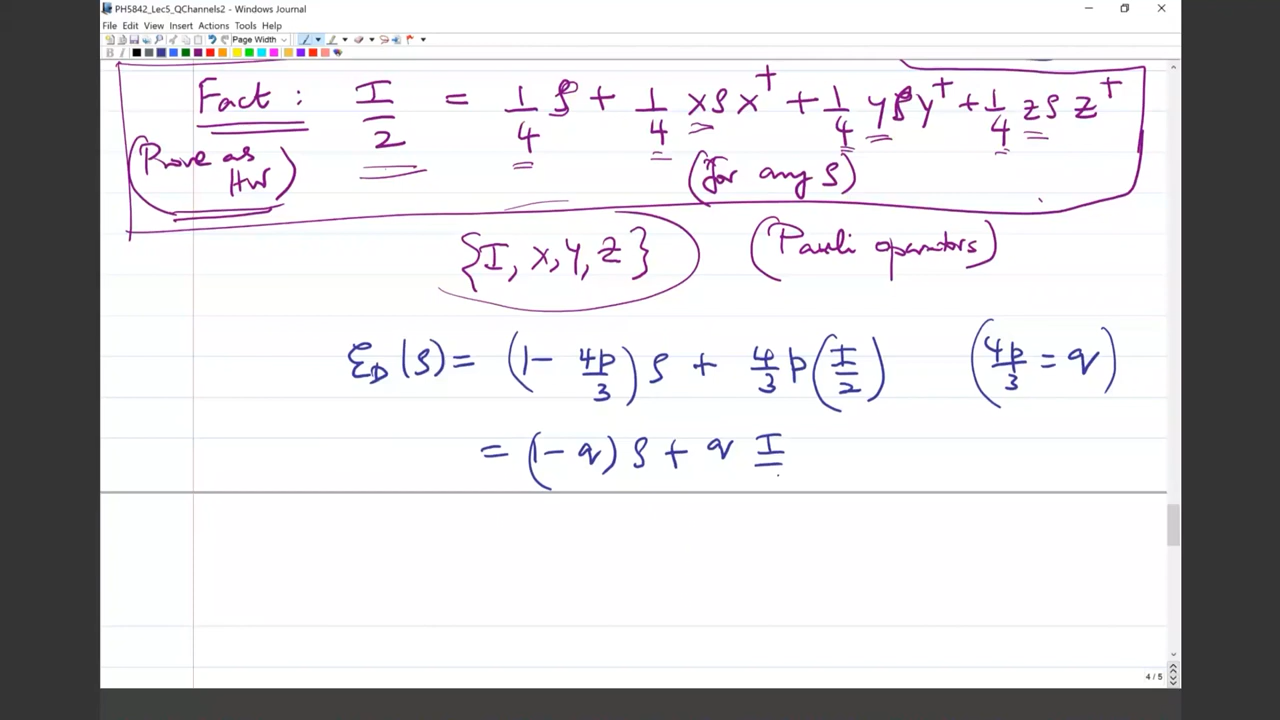 PH5842_Lec5_QChannels2 - Windows Journal
File Edit View Insert Actions Tools Help
Page Width
B I
Fact : I/2 = 1/4 ρ + 1/4 XρX† + 1/4 YρY† + 1/4 ZρZ†
(Prove as HW)
(For any ρ)
{I, X, Y, Z} (Pauli operators)
ℰ_D(ρ) = (1 - 4p/3) ρ + 4/3 p (I/2) (4p/3 = q)
= (1 - q) ρ + q I
4 / 5